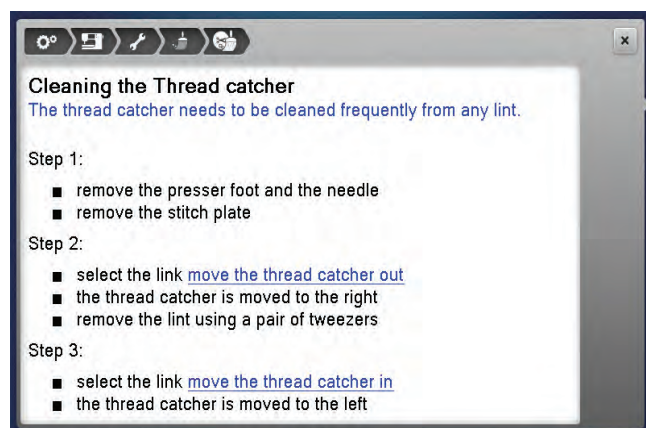 Cleaning the Thread catcher
The thread catcher needs to be cleaned frequently from any lint.
Step 1:
■ remove the presser foot and the needle
■ remove the stitch plate
Step 2:
■ select the link move the thread catcher out
■ the thread catcher is moved to the right
■ remove the lint using a pair of tweezers
Step 3:
■ select the link move the thread catcher in
■ the thread catcher is moved to the left